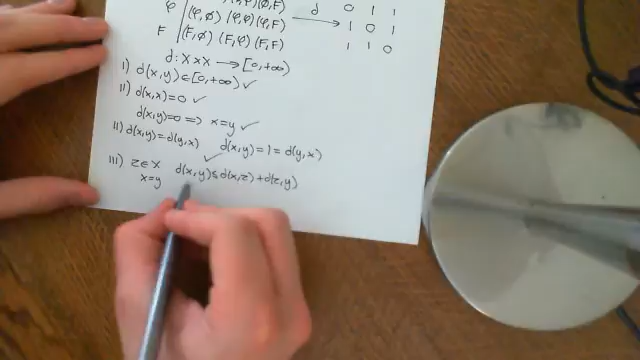 φ (φ,∅) (φ,φ) (φ,F) d 0 1 1
F (F,∅) (F,φ) (F,F) 1 0 1
1 1 0
d: X x X → [0,+∞)
I) d(x,y) ∈ [0,+∞) ✓
II) d(x,x)=0 ✓
d(x,y)=0 => x=y ✓
II) d(x,y)=d(y,x) d(x,y)=1=d(y,x)
✓
III) z∈X d(x,y)≤d(x,z)+d(z,y)
x=y